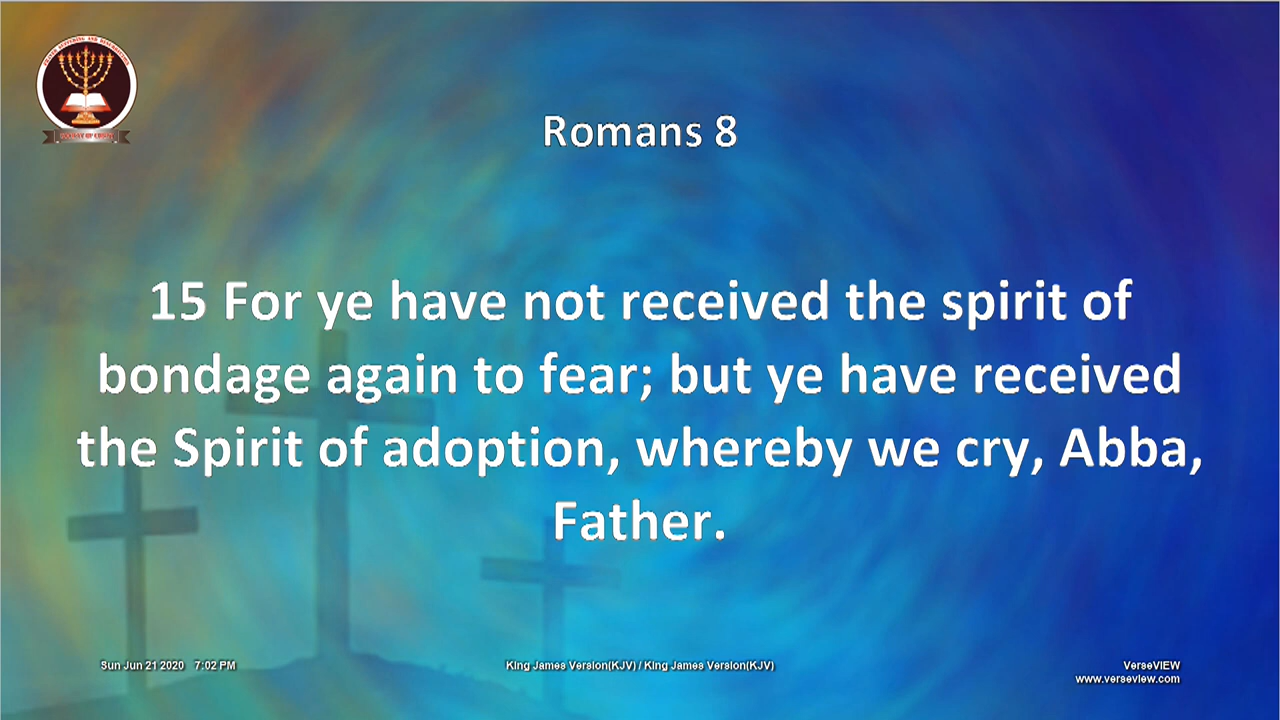 Romans 8
15 For ye have not received the spirit of
bondage again to fear; but ye have received
the Spirit of adoption, whereby we cry, Abba,
Father.
Sun Jun 21 2020 7:02 PM
King James Version(KJV) / King James Version(KJV)
VerseVIEW
www.verseview.com